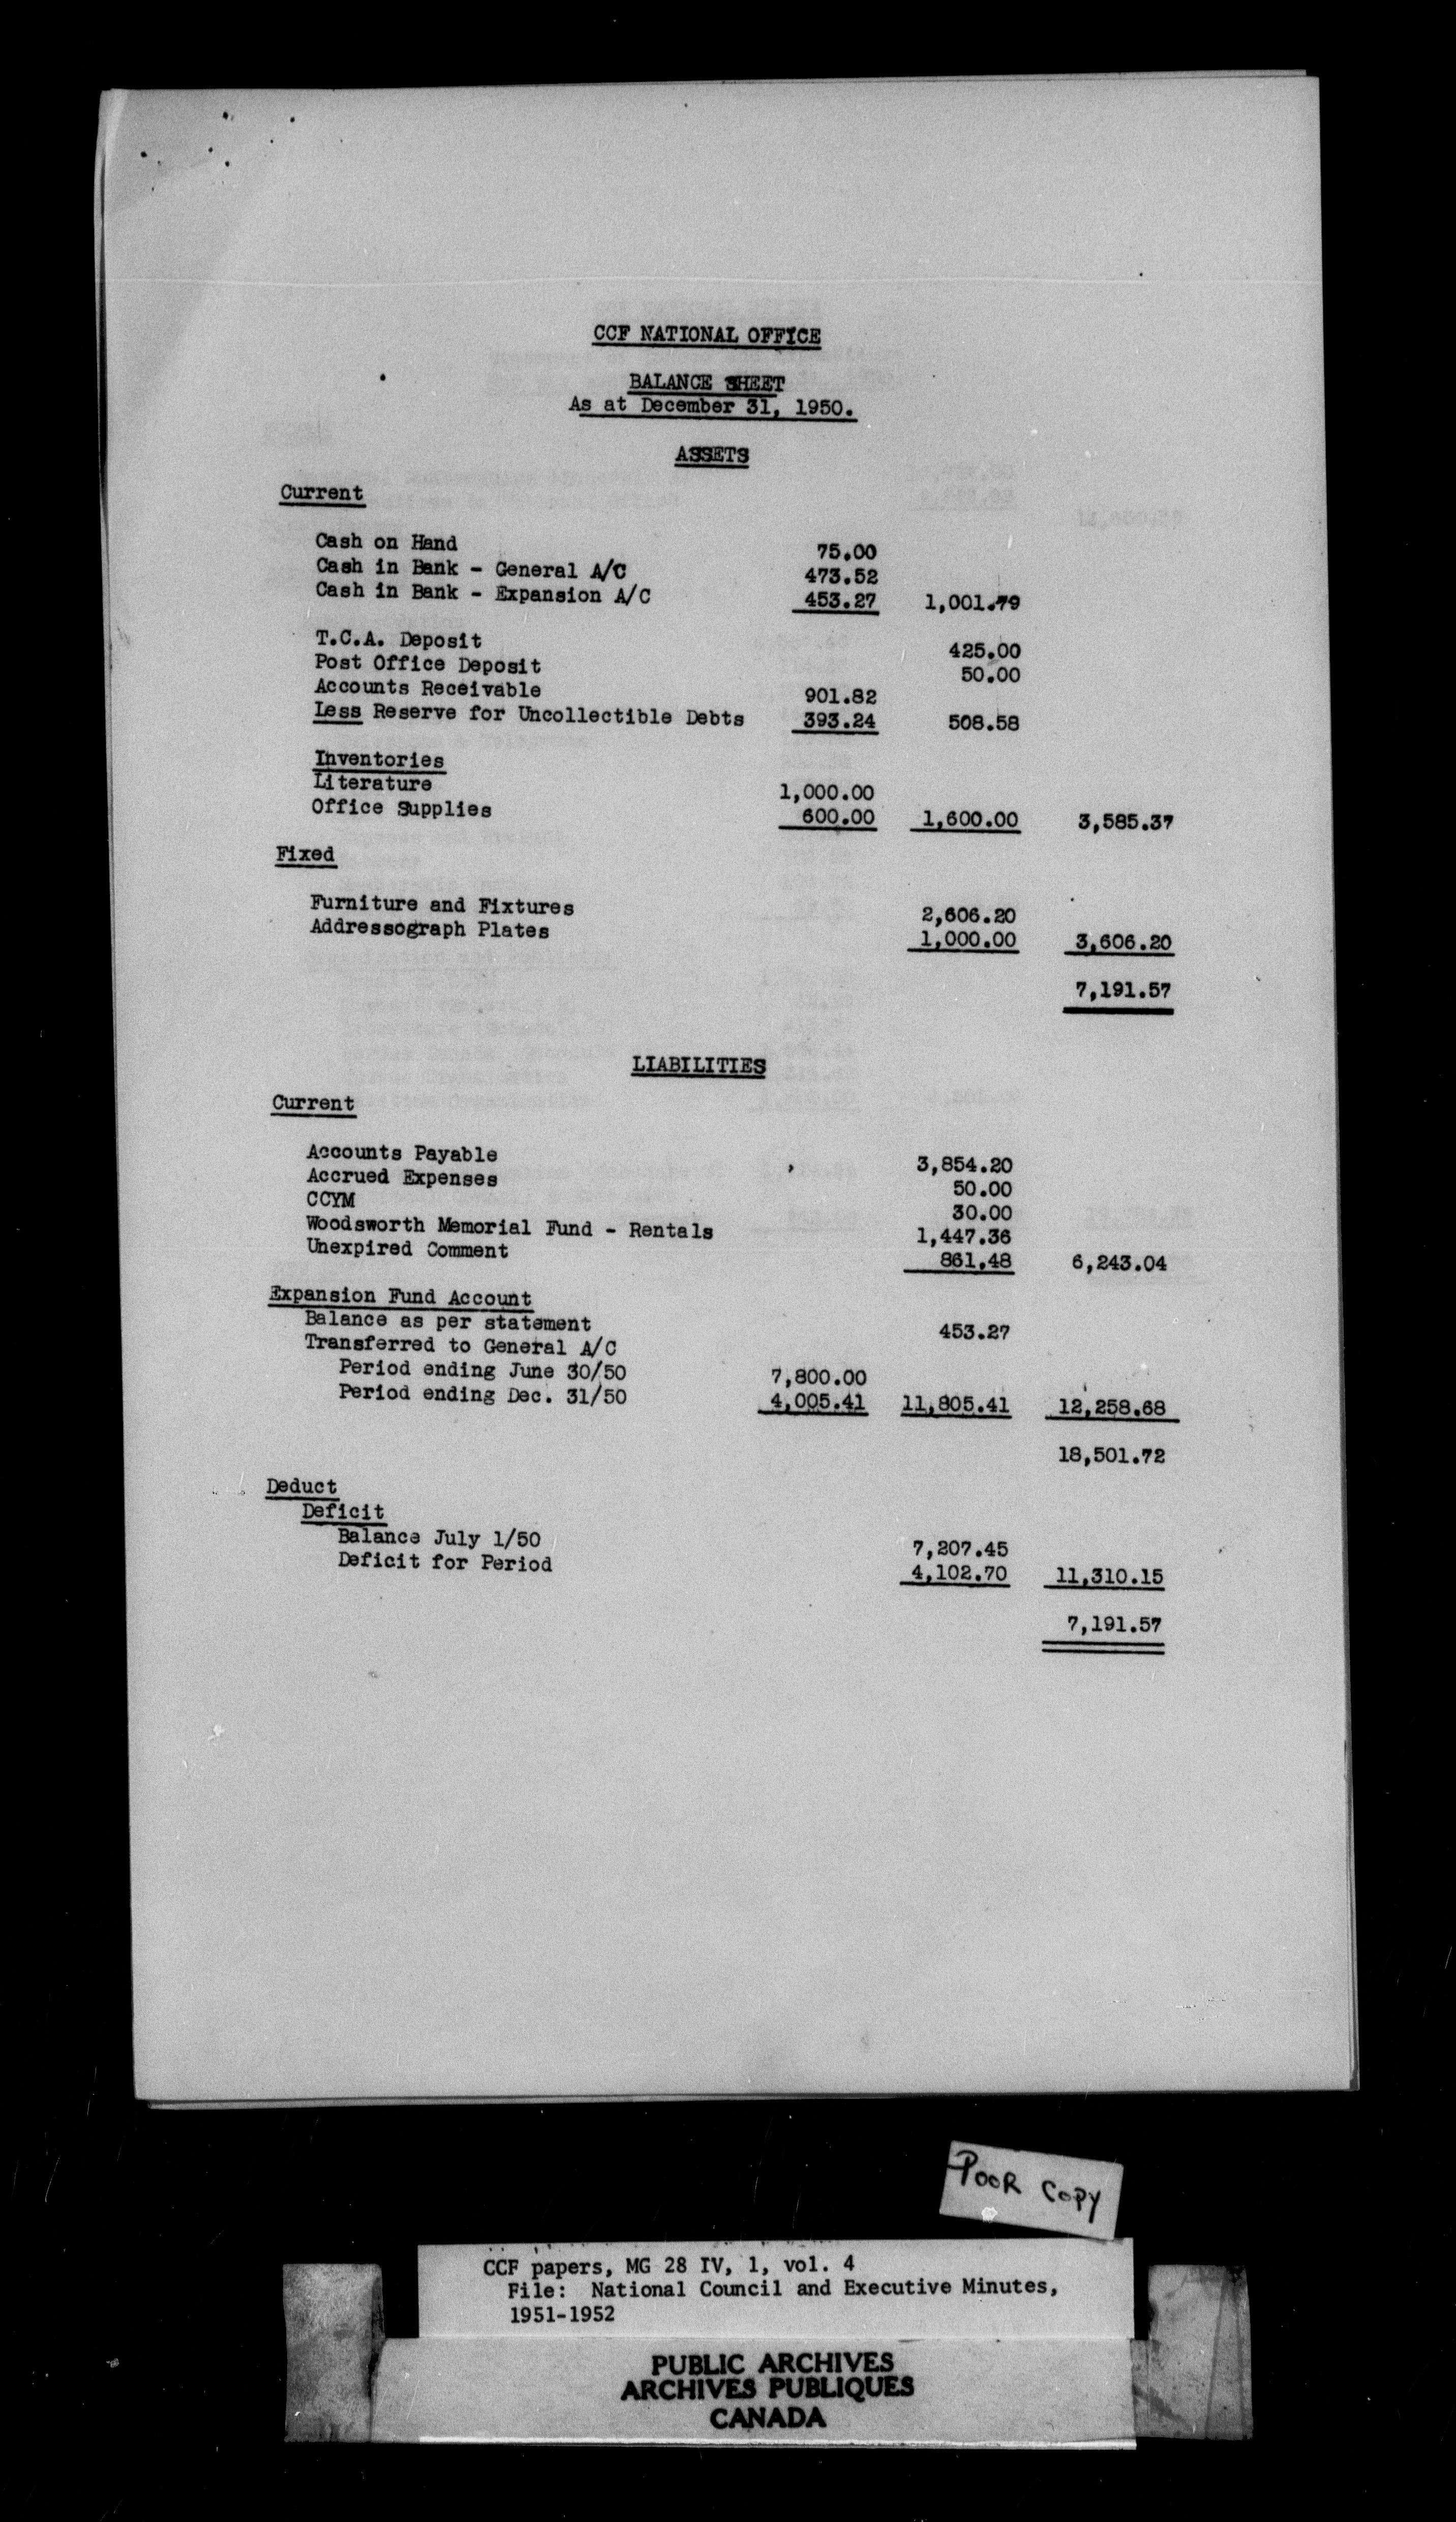 CCF NATIONAL OFFICE
BALANCE SHEET
As at December 31, 1950.
ASSETS
Current
Cash on Hand 75.00
Cash in Bank - General A/C 473.52
Cash in Bank - Expansion A/C 453.27 1,001.79
T.C.A. Deposit 425.00
Post Office Deposit 50.00
Accounts Receivable 901.82
Less Reserve for Uncollectible Debts 393.24 508.58
Inventories
Literature 1,000.00
Office Supplies 600.00 1,600.00 3,585.37
Fixed
Furniture and Fixtures 2,606.20
Addressograph Plates 1,000.00 3,606.20
7,191.57
LIABILITIES
Current
Accounts Payable 3,854.20
Accrued Expenses 50.00
CCYM 30.00
Woodsworth Memorial Fund - Rentals 1,447.36
Unexpired Comment 861.48 6,243.04
Expansion Fund Account
Balance as per statement 453.27
Transferred to General A/C
Period ending June 30/50 7,800.00
Period ending Dec. 31/50 4,005.41 11,805.41 12,258.68
18,501.72
Deduct
Deficit
Balance July 1/50 7,207.45
Deficit for Period 4,102.70 11,310.15
7,191.57
POOR COPY
CCF papers, MG 28 IV, 1, vol. 4
File: National Council and Executive Minutes,
1951-1952
PUBLIC ARCHIVES
ARCHIVES PUBLIQUES
CANADA